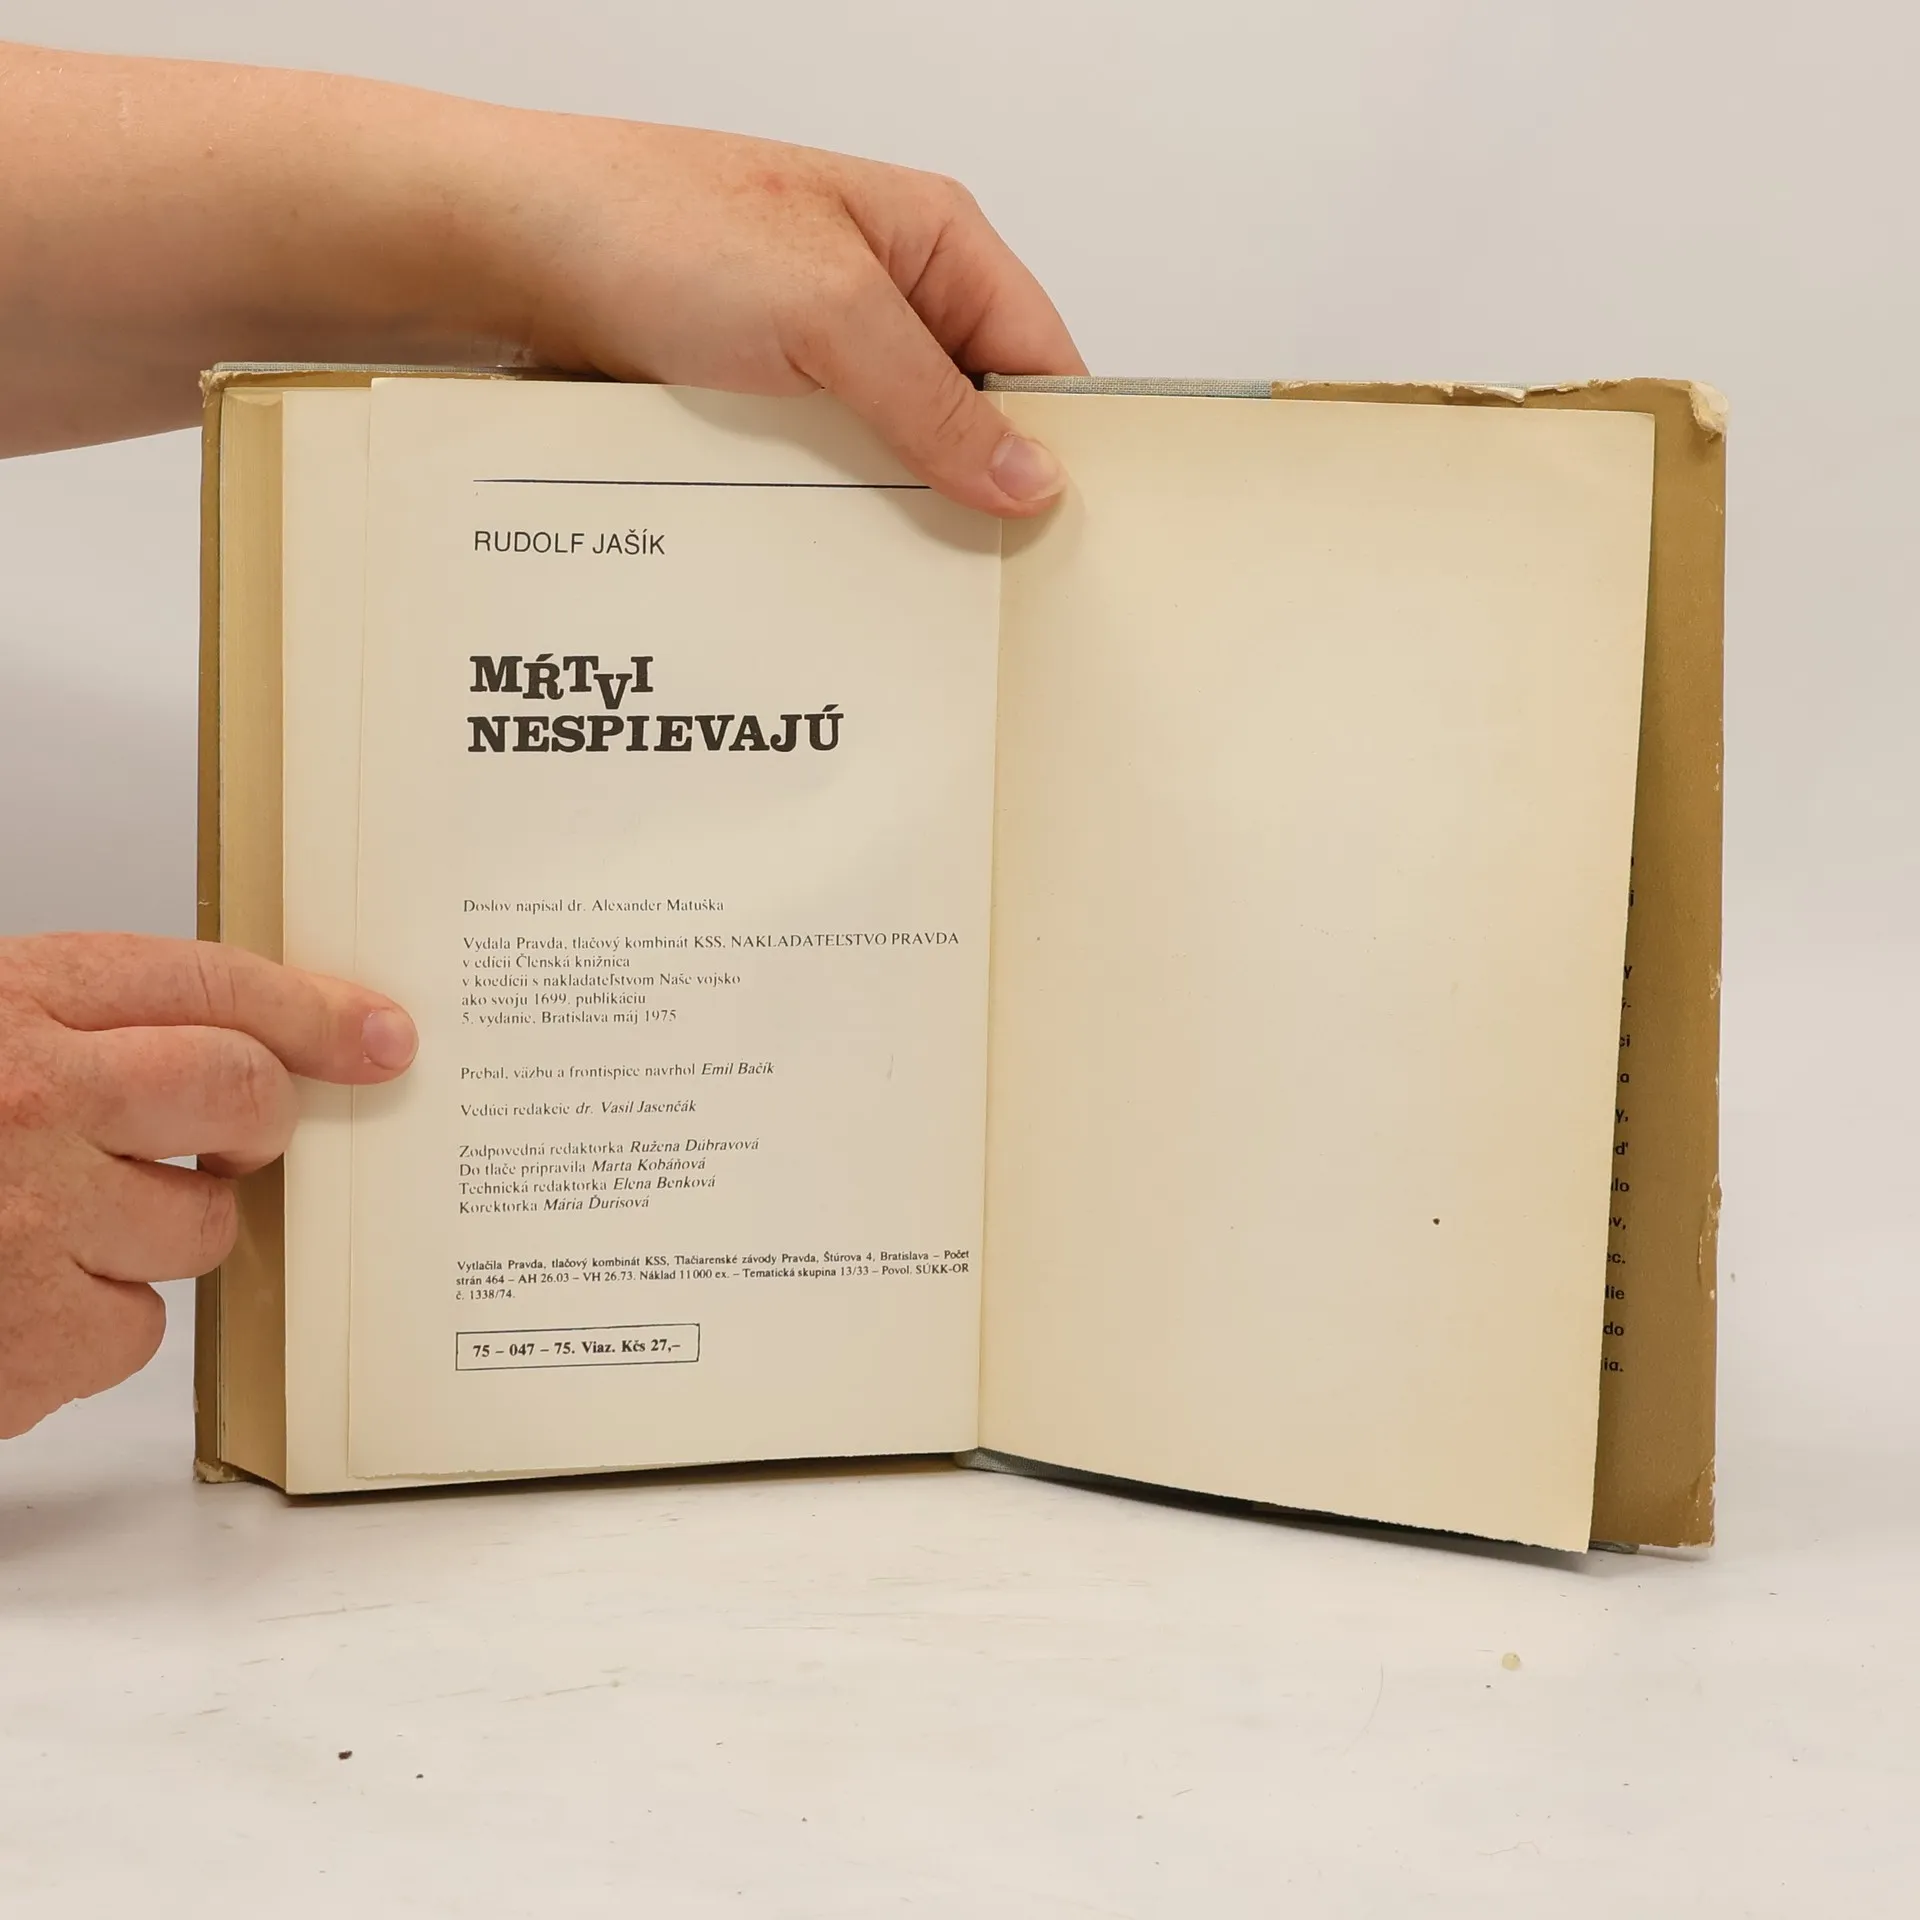 RUDOLF JAŠÍK
MŔTVI
NESPIEVAJÚ
Doslov napísal dr. Alexander Matuška
Vydala Pravda, tlačový kombinát KSS, NAKLADATEĽSTVO PRAVDA
v edícii Členská knižnica
v koedícii s nakladateľstvom Naše vojsko
ako svoju 1699. publikáciu
5. vydanie, Bratislava máj 1975
Prebal, väzbu a frontispice navrhol Emil Bačík
Vedúci redakcie dr. Vasil Jasenčák
Zodpovedná redaktorka Ružena Dúbravová
Do tlače pripravila Marta Kobáňová
Technická redaktorka Elena Benková
Korektorka Mária Ďurisová
Vytlačila Pravda, tlačový kombinát KSS, Tlačiarenské závody Pravda, Štúrova 4, Bratislava – Počet
strán 464 – AH 26.03 – VH 26.73. Náklad 11000 ex. – Tematická skupina 13/33 – Povol. SÚKK-OR
č. 1338/74.
75 – 047 – 75. Viaz. Kčs 27,–
do